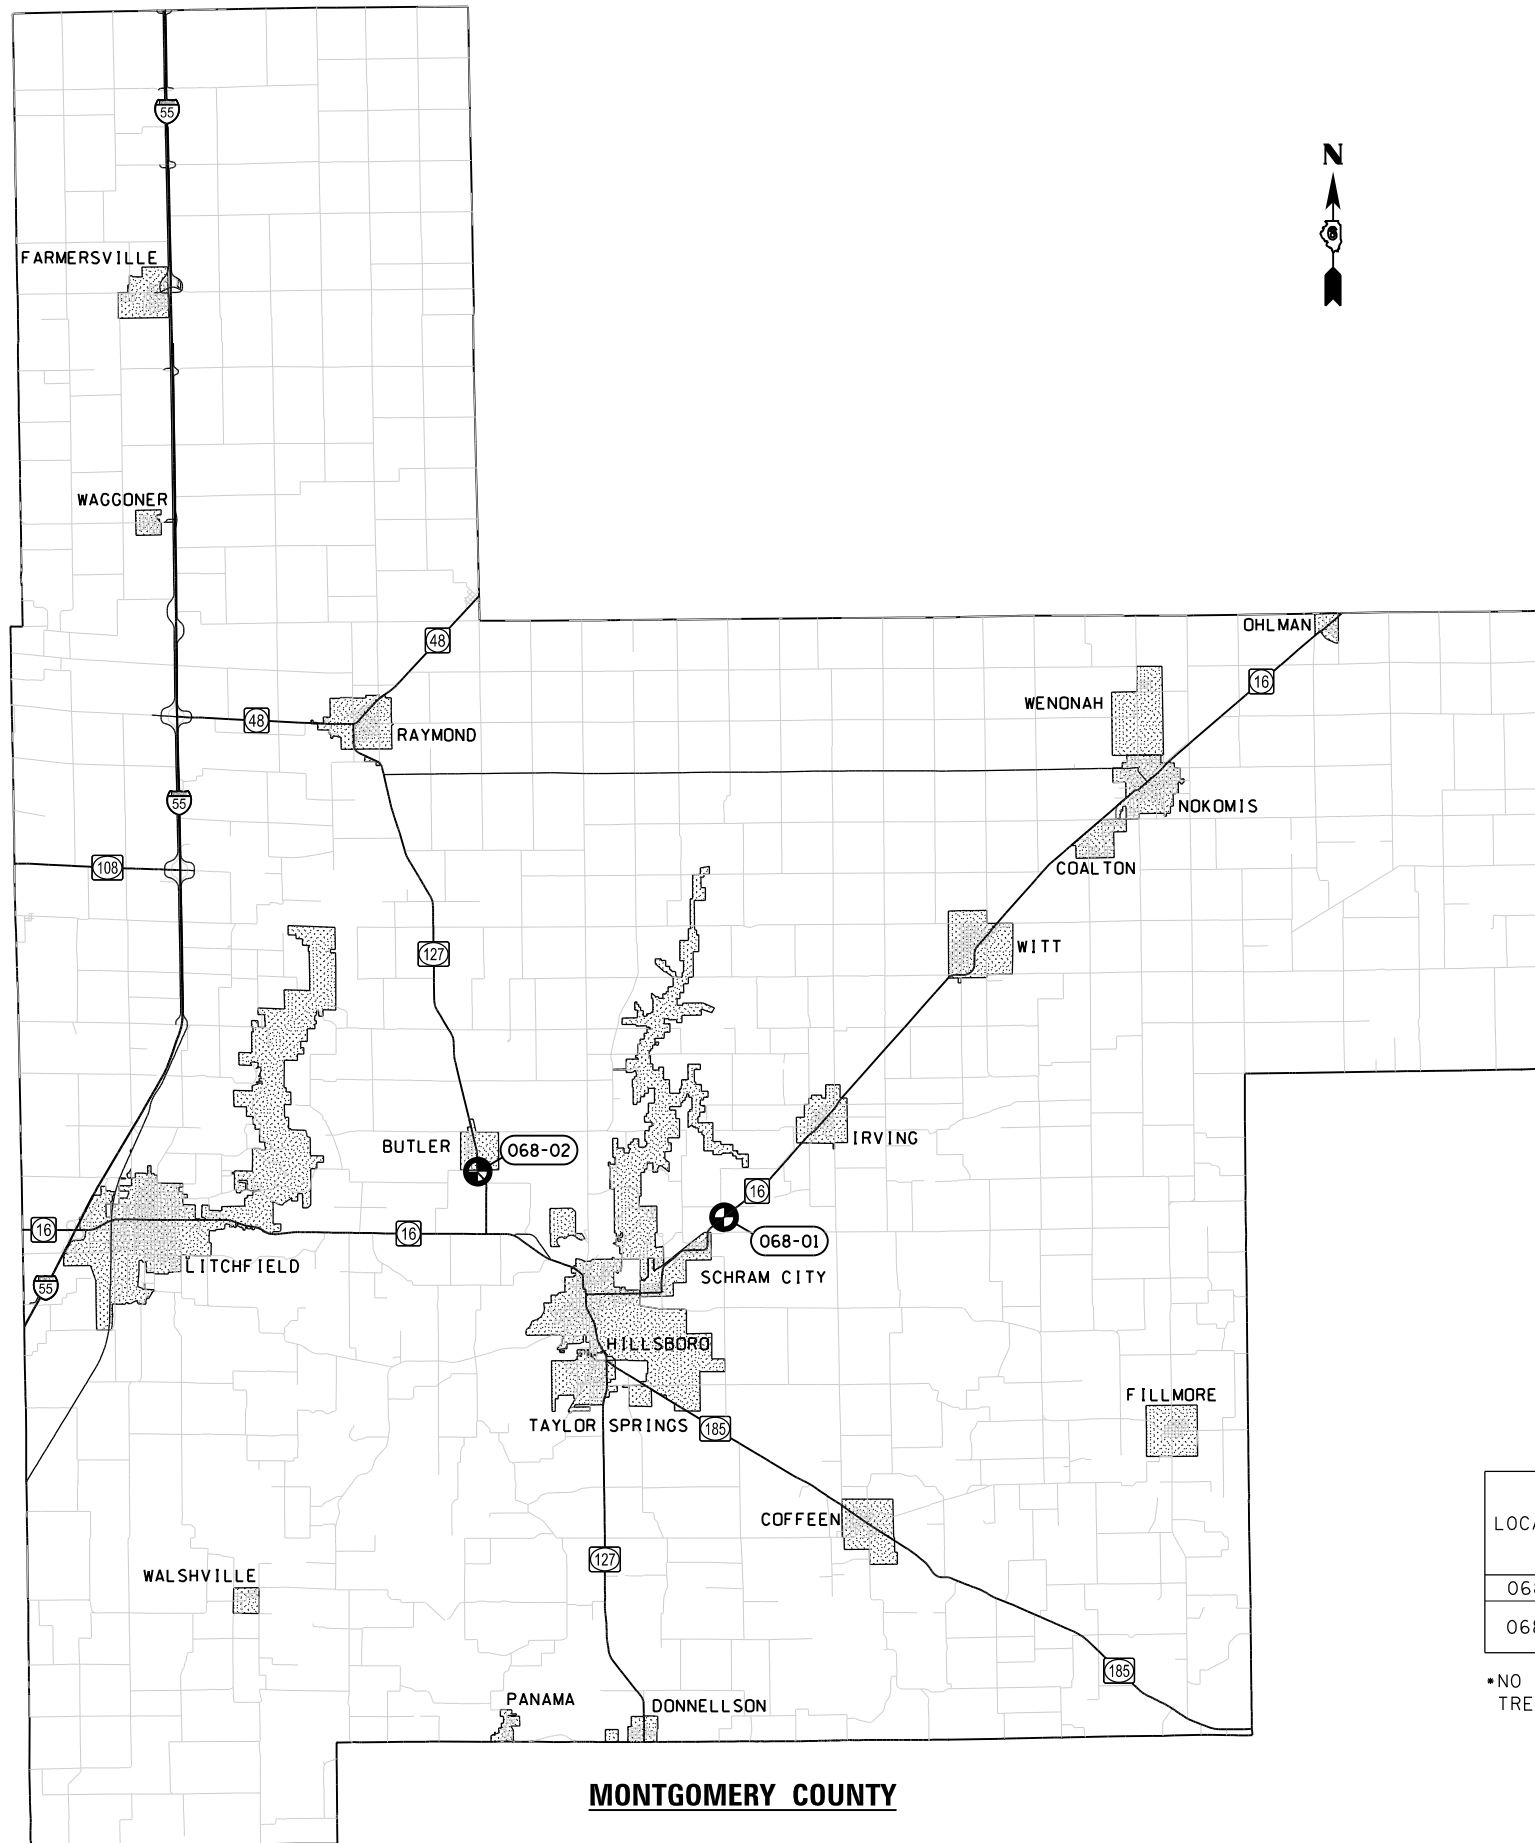 55
N
6
FARMERSVILLE
WAGGONER
OHLMAN
48
16
WENONAH
48
RAYMOND
55
NOKOMIS
108
COALTON
127
WITT
BUTLER
068-02
IRVING
16
16
16
068-01
LITCHFIELD
SCHRAM CITY
55
HILLSBORO
FILLMORE
TAYLOR SPRINGS
185
COFFEEN
127
WALSHVILLE
185
PANAMA
DONNELLSON
*NO
MONTGOMERY COUNTY